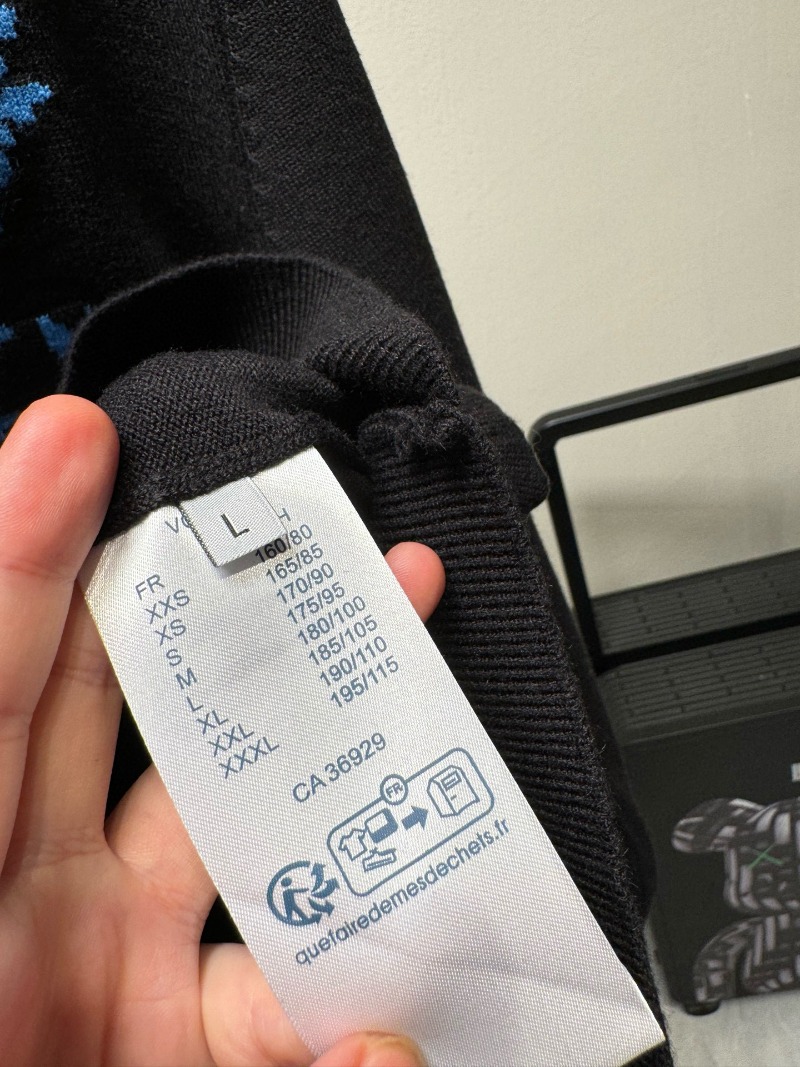 L
FR
XXS 160/80
XS 165/85
S 170/90
M 175/95
L 180/100
XL 185/105
XXL 190/110
XXXL 195/115
CA 36929
FR
quefairedemesdechets.fr